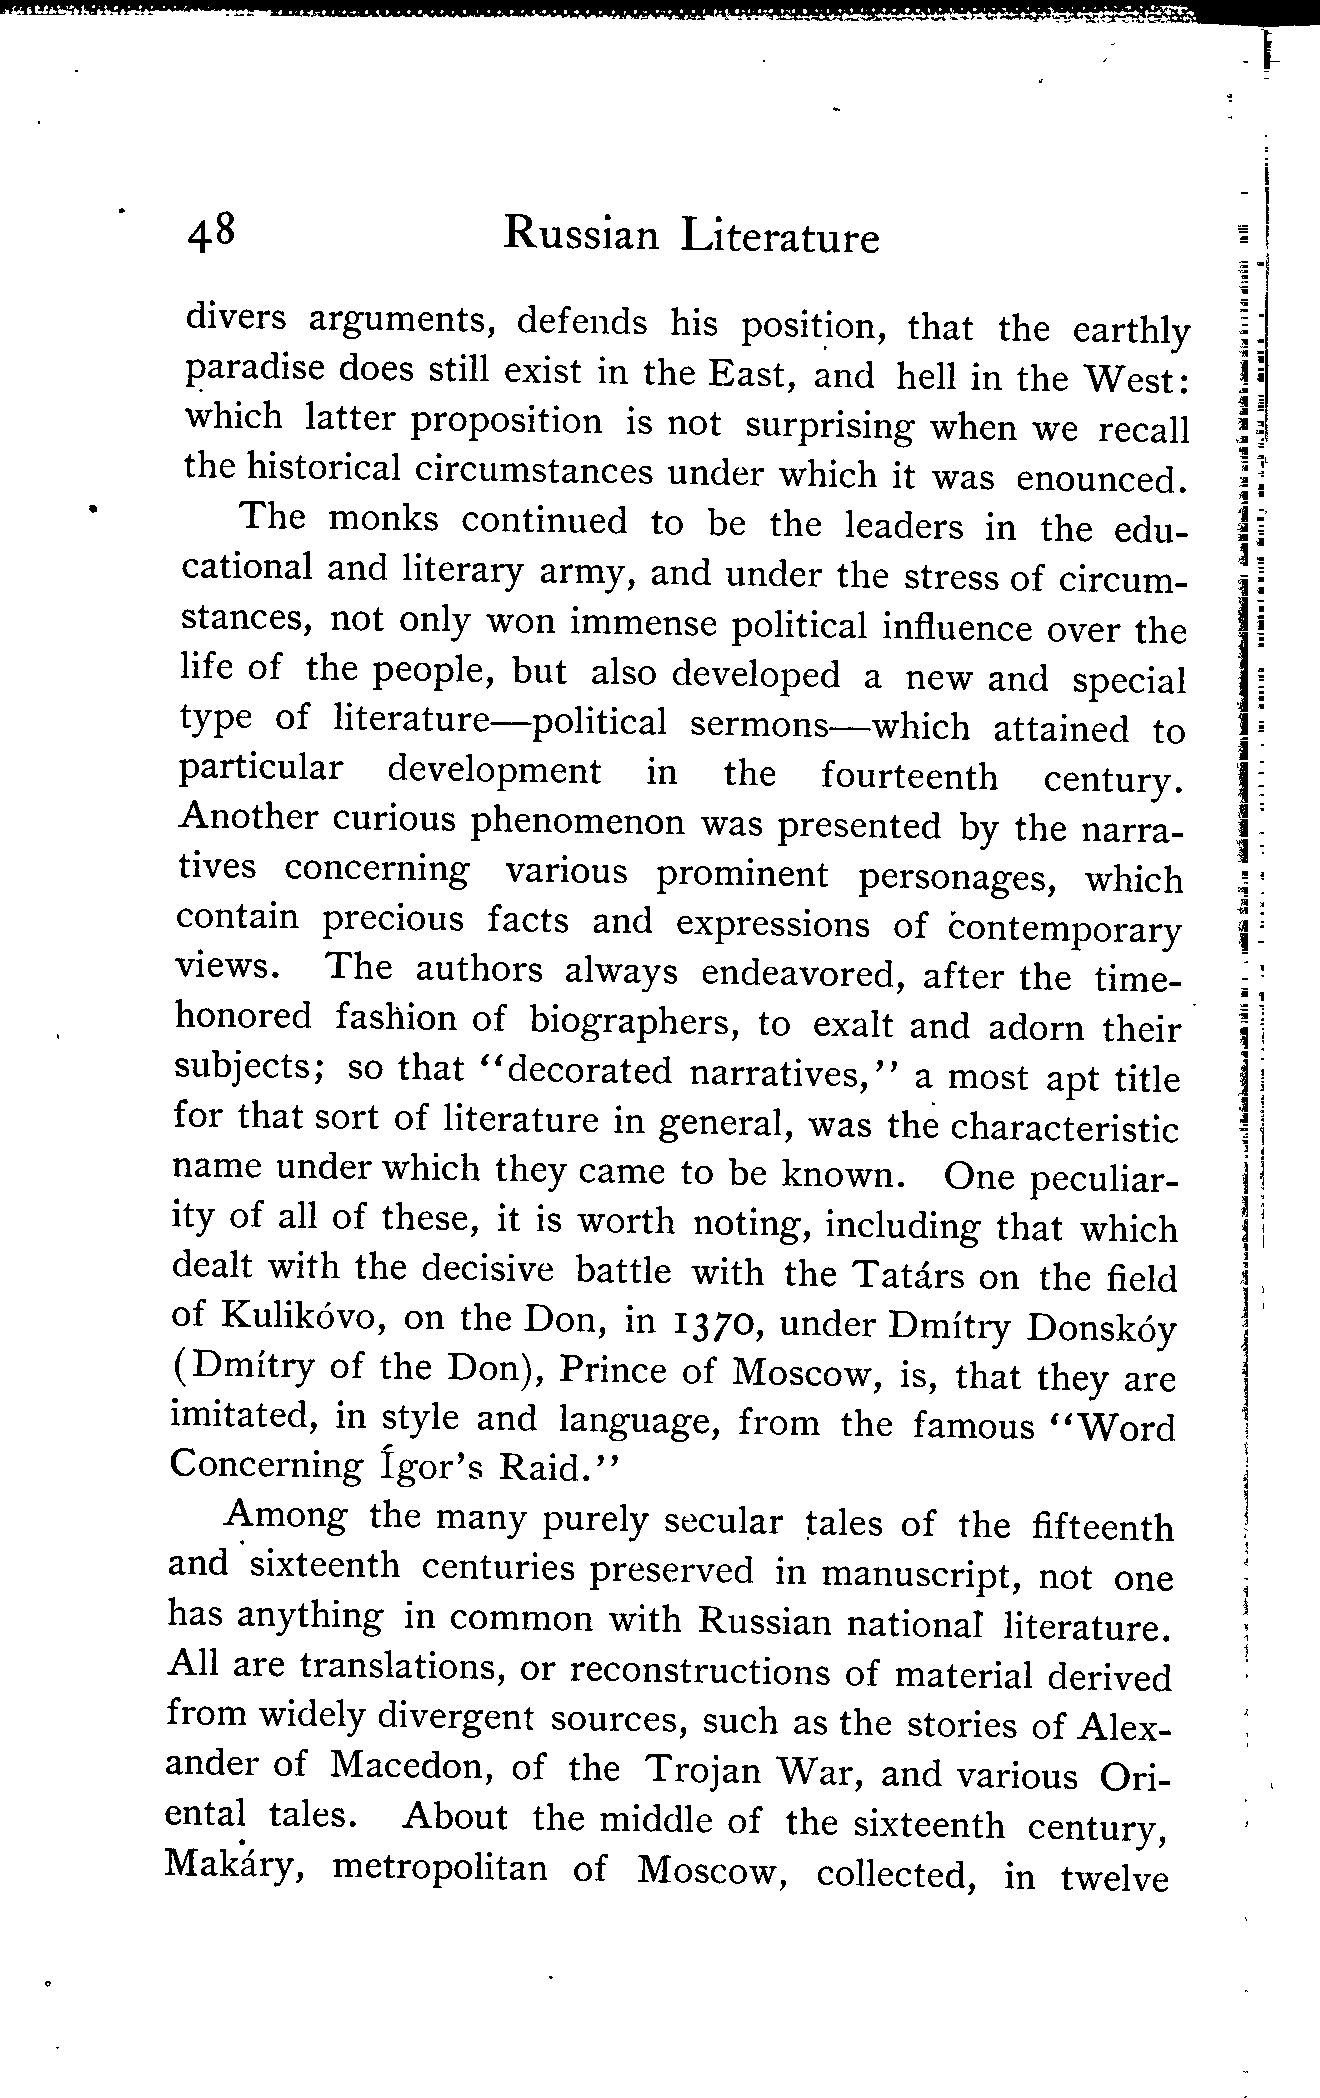 48 Russian Literature
divers arguments, defends his position, that the earthly
paradise does still exist in the East, and hell in the West:
which latter proposition is not surprising when we recall
the historical circumstances under which it was enounced.
The monks continued to be the leaders in the edu-
cational and literary army, and under the stress of circum-
stances, not only won immense political influence over the
life of the people, but also developed a new and special
type of literature—political sermons—which attained to
particular development in the fourteenth century.
Another curious phenomenon was presented by the narra-
tives concerning various prominent personages, which
contain precious facts and expressions of contemporary
views. The authors always endeavored, after the time-
honored fashion of biographers, to exalt and adorn their
subjects; so that "decorated narratives," a most apt title
for that sort of literature in general, was the characteristic
name under which they came to be known. One peculiar-
ity of all of these, it is worth noting, including that which
dealt with the decisive battle with the Tatárs on the field
of Kulikóvo, on the Don, in 1370, under Dmítry Donskóy
(Dmítry of the Don), Prince of Moscow, is, that they are
imitated, in style and language, from the famous "Word
Concerning Ígor's Raid."
Among the many purely secular tales of the fifteenth
and sixteenth centuries preserved in manuscript, not one
has anything in common with Russian national literature.
All are translations, or reconstructions of material derived
from widely divergent sources, such as the stories of Alex-
ander of Macedon, of the Trojan War, and various Ori-
ental tales. About the middle of the sixteenth century,
Makáry, metropolitan of Moscow, collected, in twelve